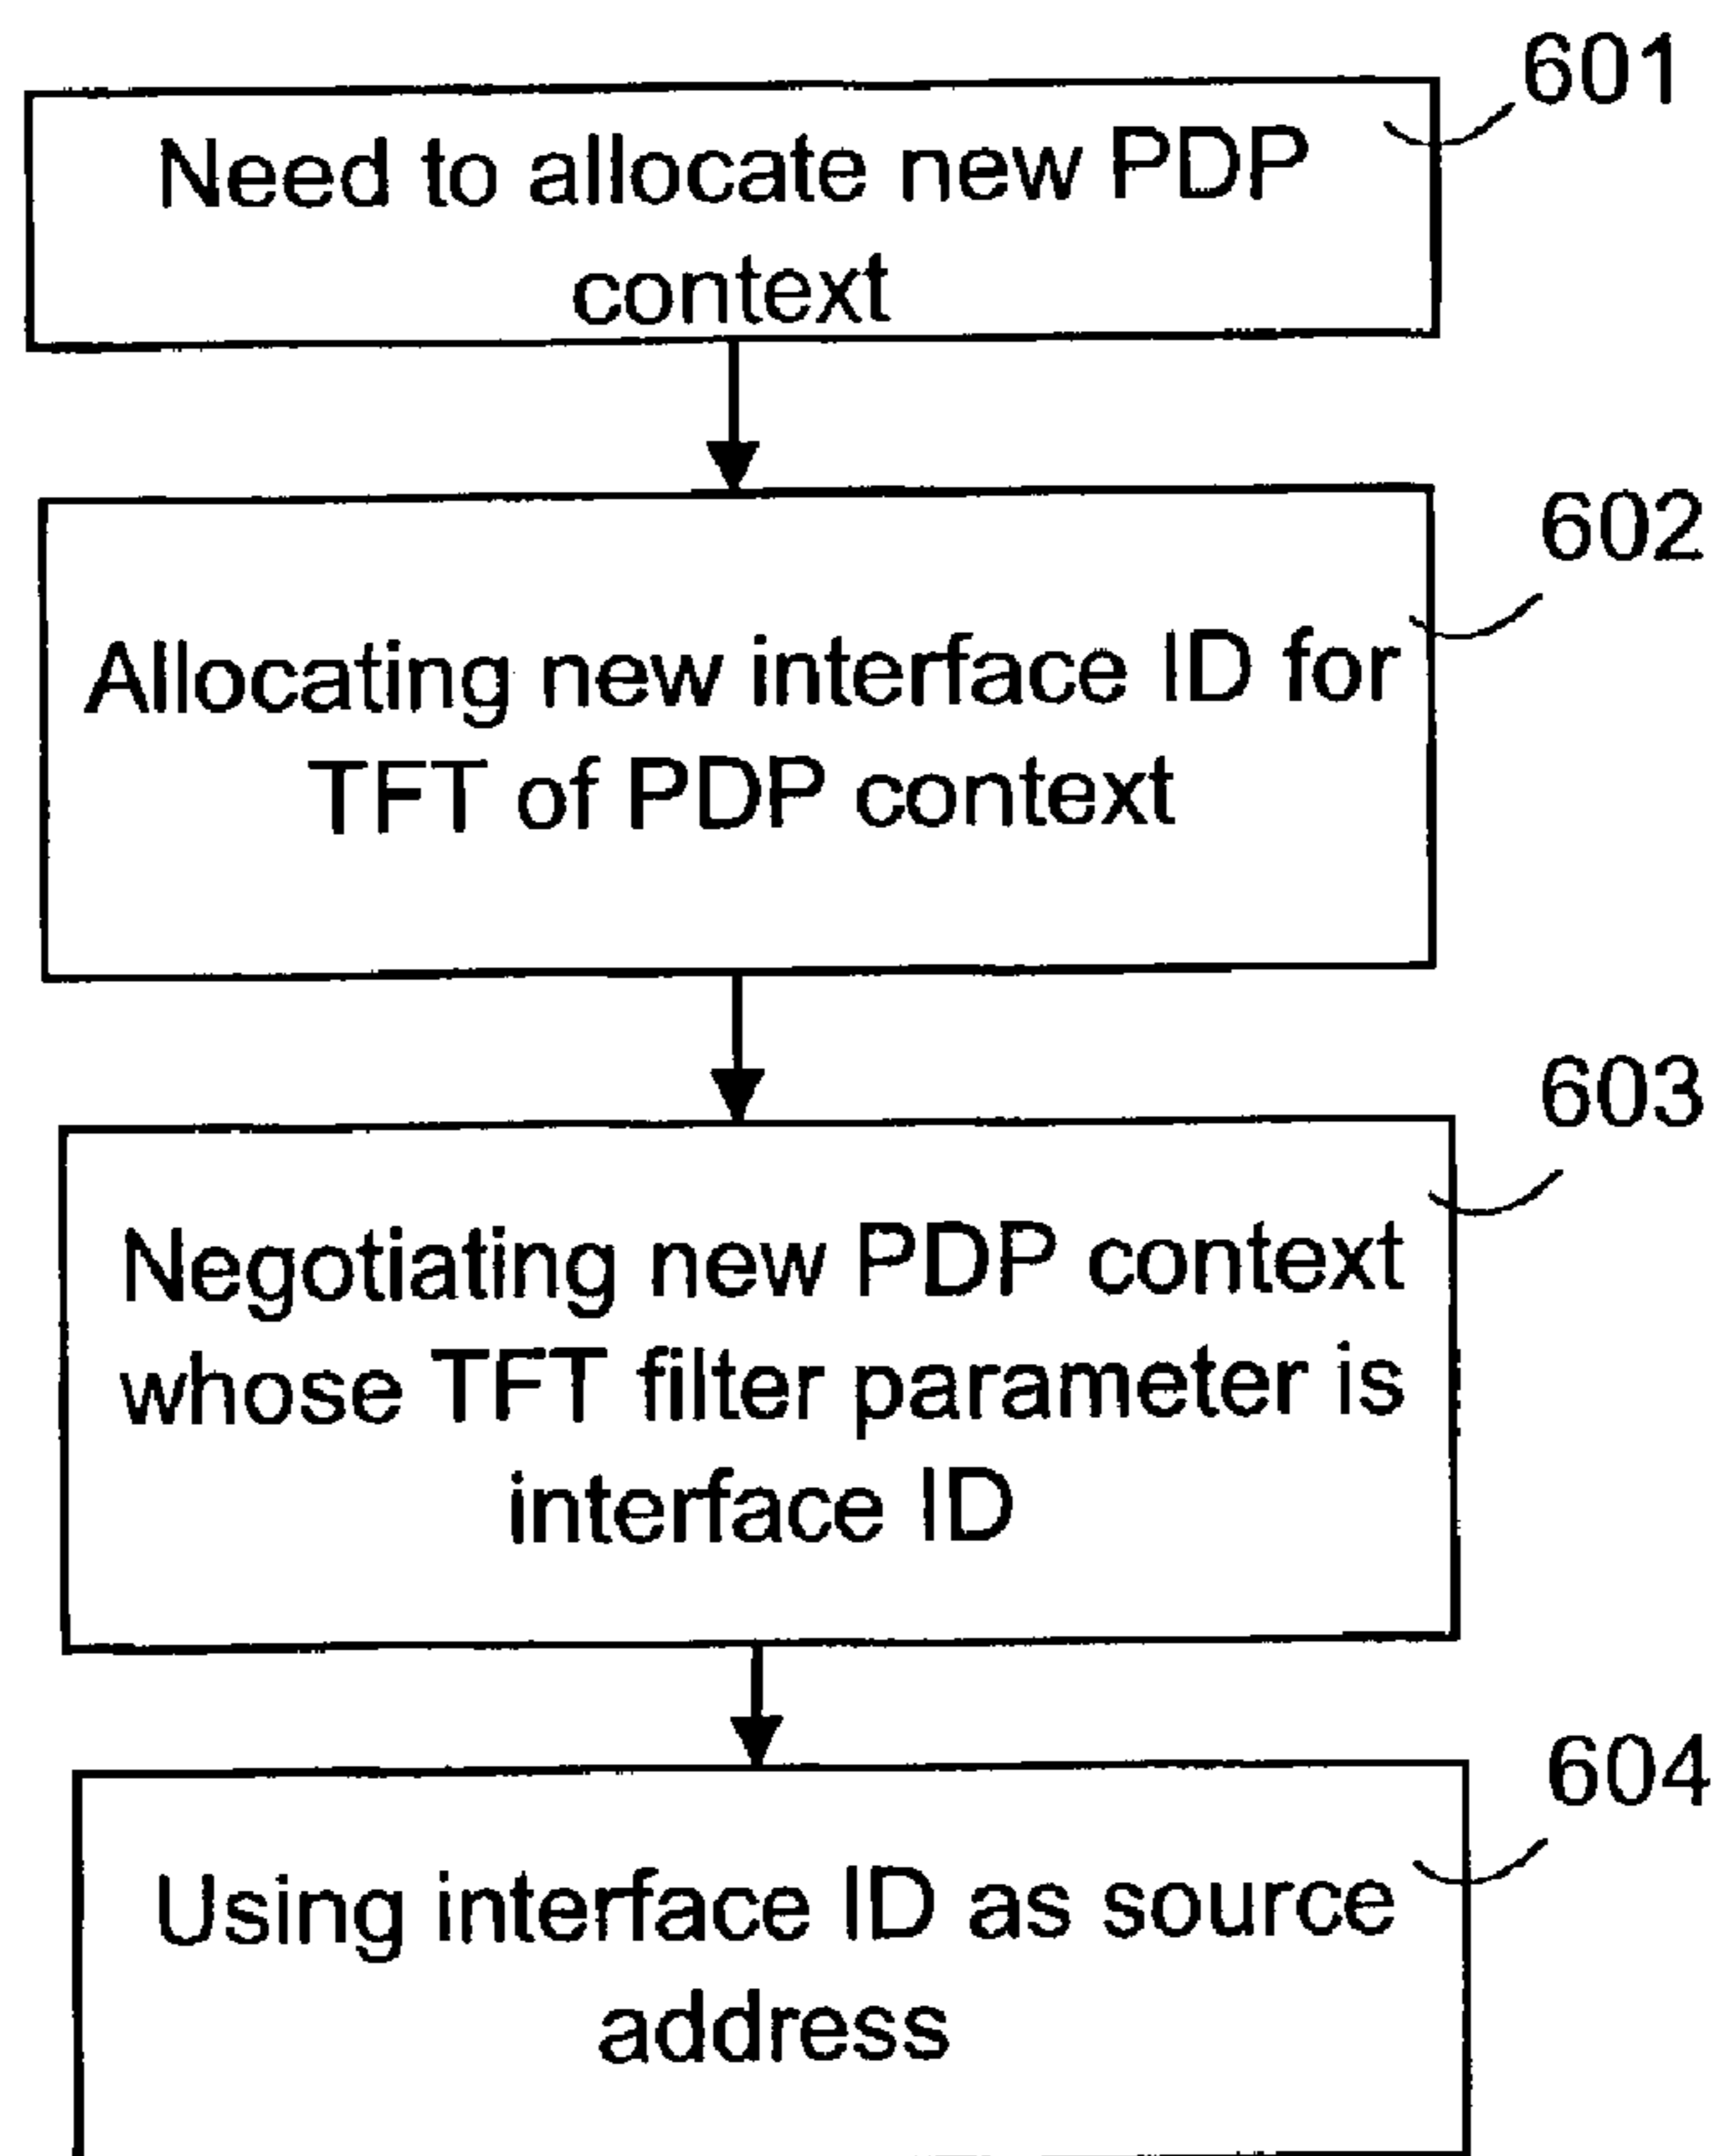 601
Need to allocate new PDP
context
602
Allocating new interface ID for
TFT of PDP context
603
Negotiating new PDP context
whose TFT filter parameter is
interface ID
604
Using interface ID as source
address